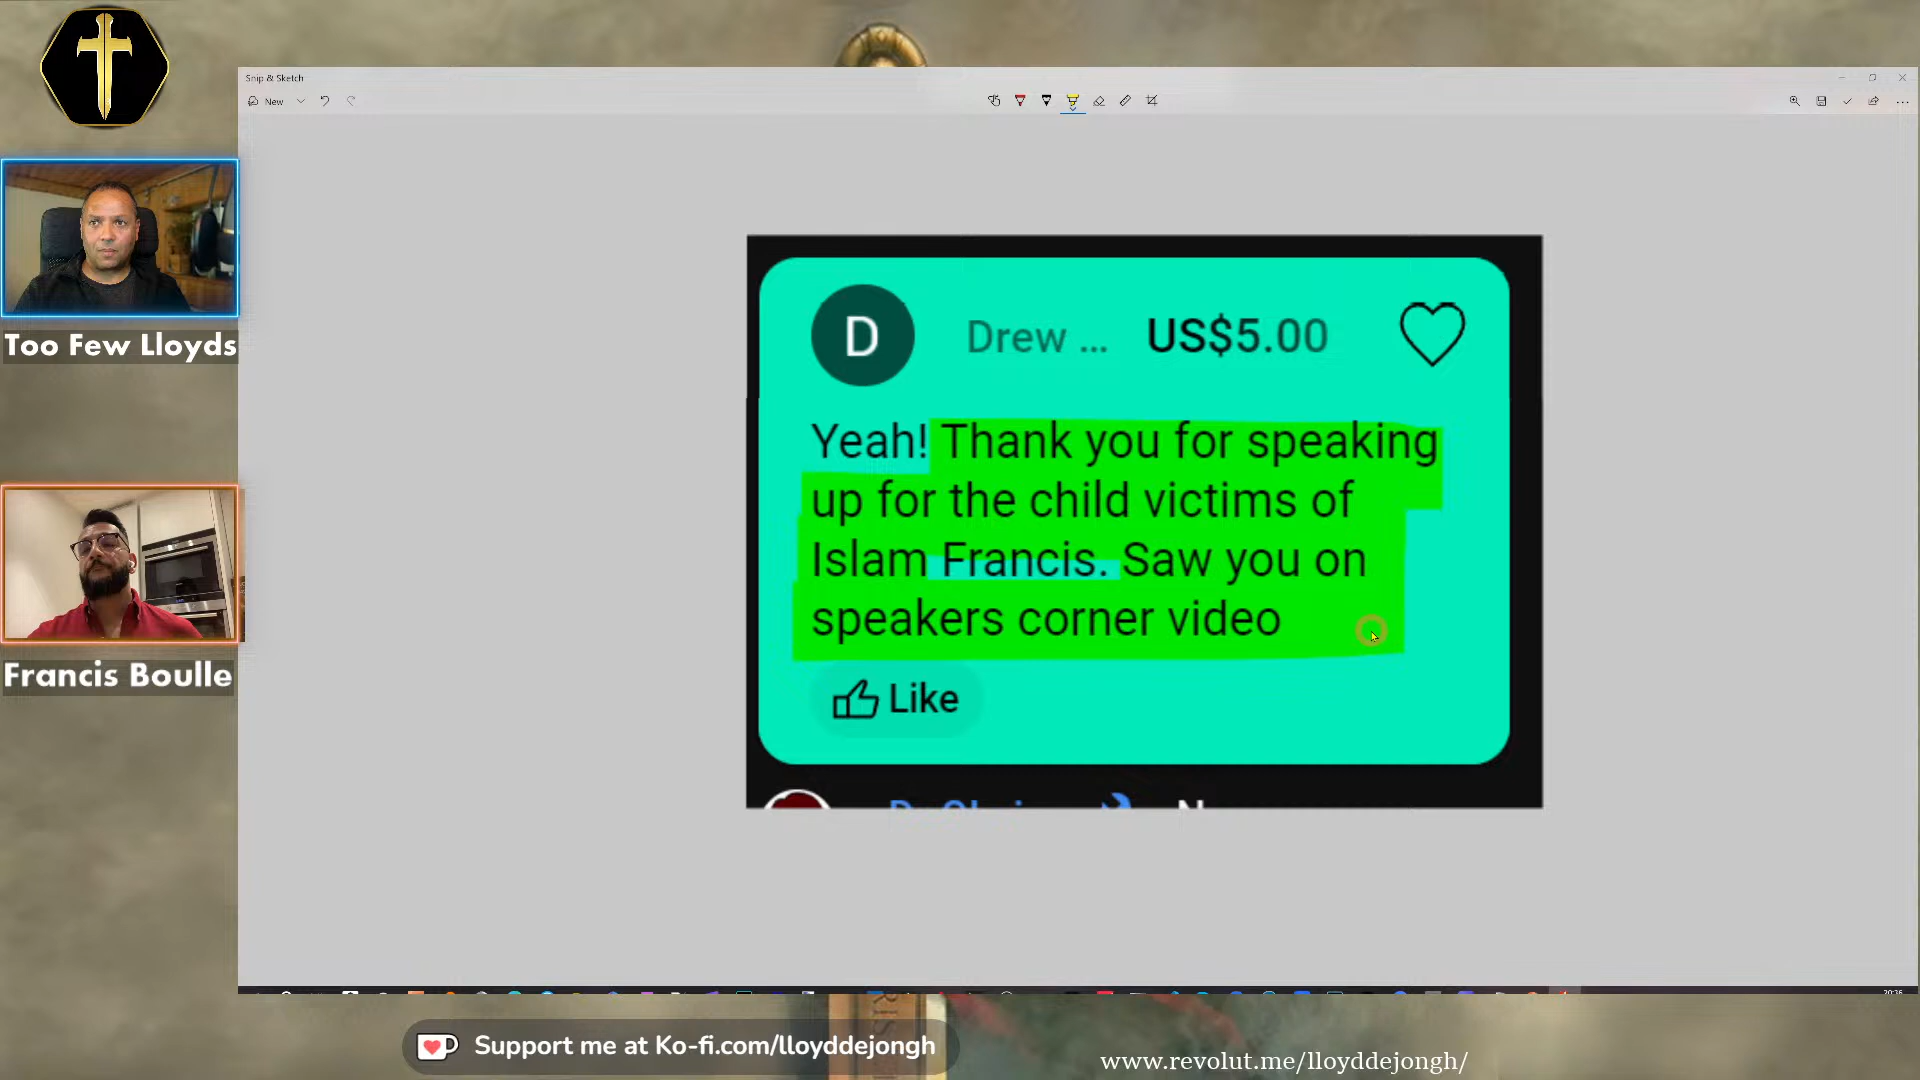 Snip & Sketch
New
Too Few Lloyds
Francis Boulle
D
Drew ... US$5.00
Yeah! Thank you for speaking
up for the child victims of
Islam Francis. Saw you on
speakers corner video
Like
Support me at Ko-fi.com/lloyddejongh
www.revolut.me/lloyddejongh/